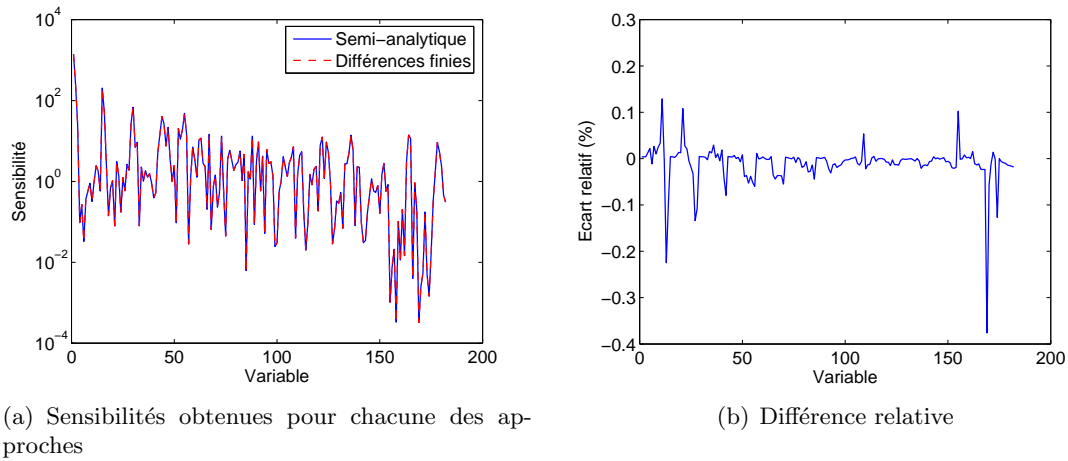 10^4
10^2
10^0
10^-2
10^-4
Sensibilité
0
50
100
150
200
Variable
Semi-analytique
Différences finies
(a) Sensibilités obtenues pour chacune des ap-
proches
0.3
0.2
0.1
0
-0.1
-0.2
-0.3
-0.4
Ecart relatif (%)
0
50
100
150
200
Variable
(b) Différence relative